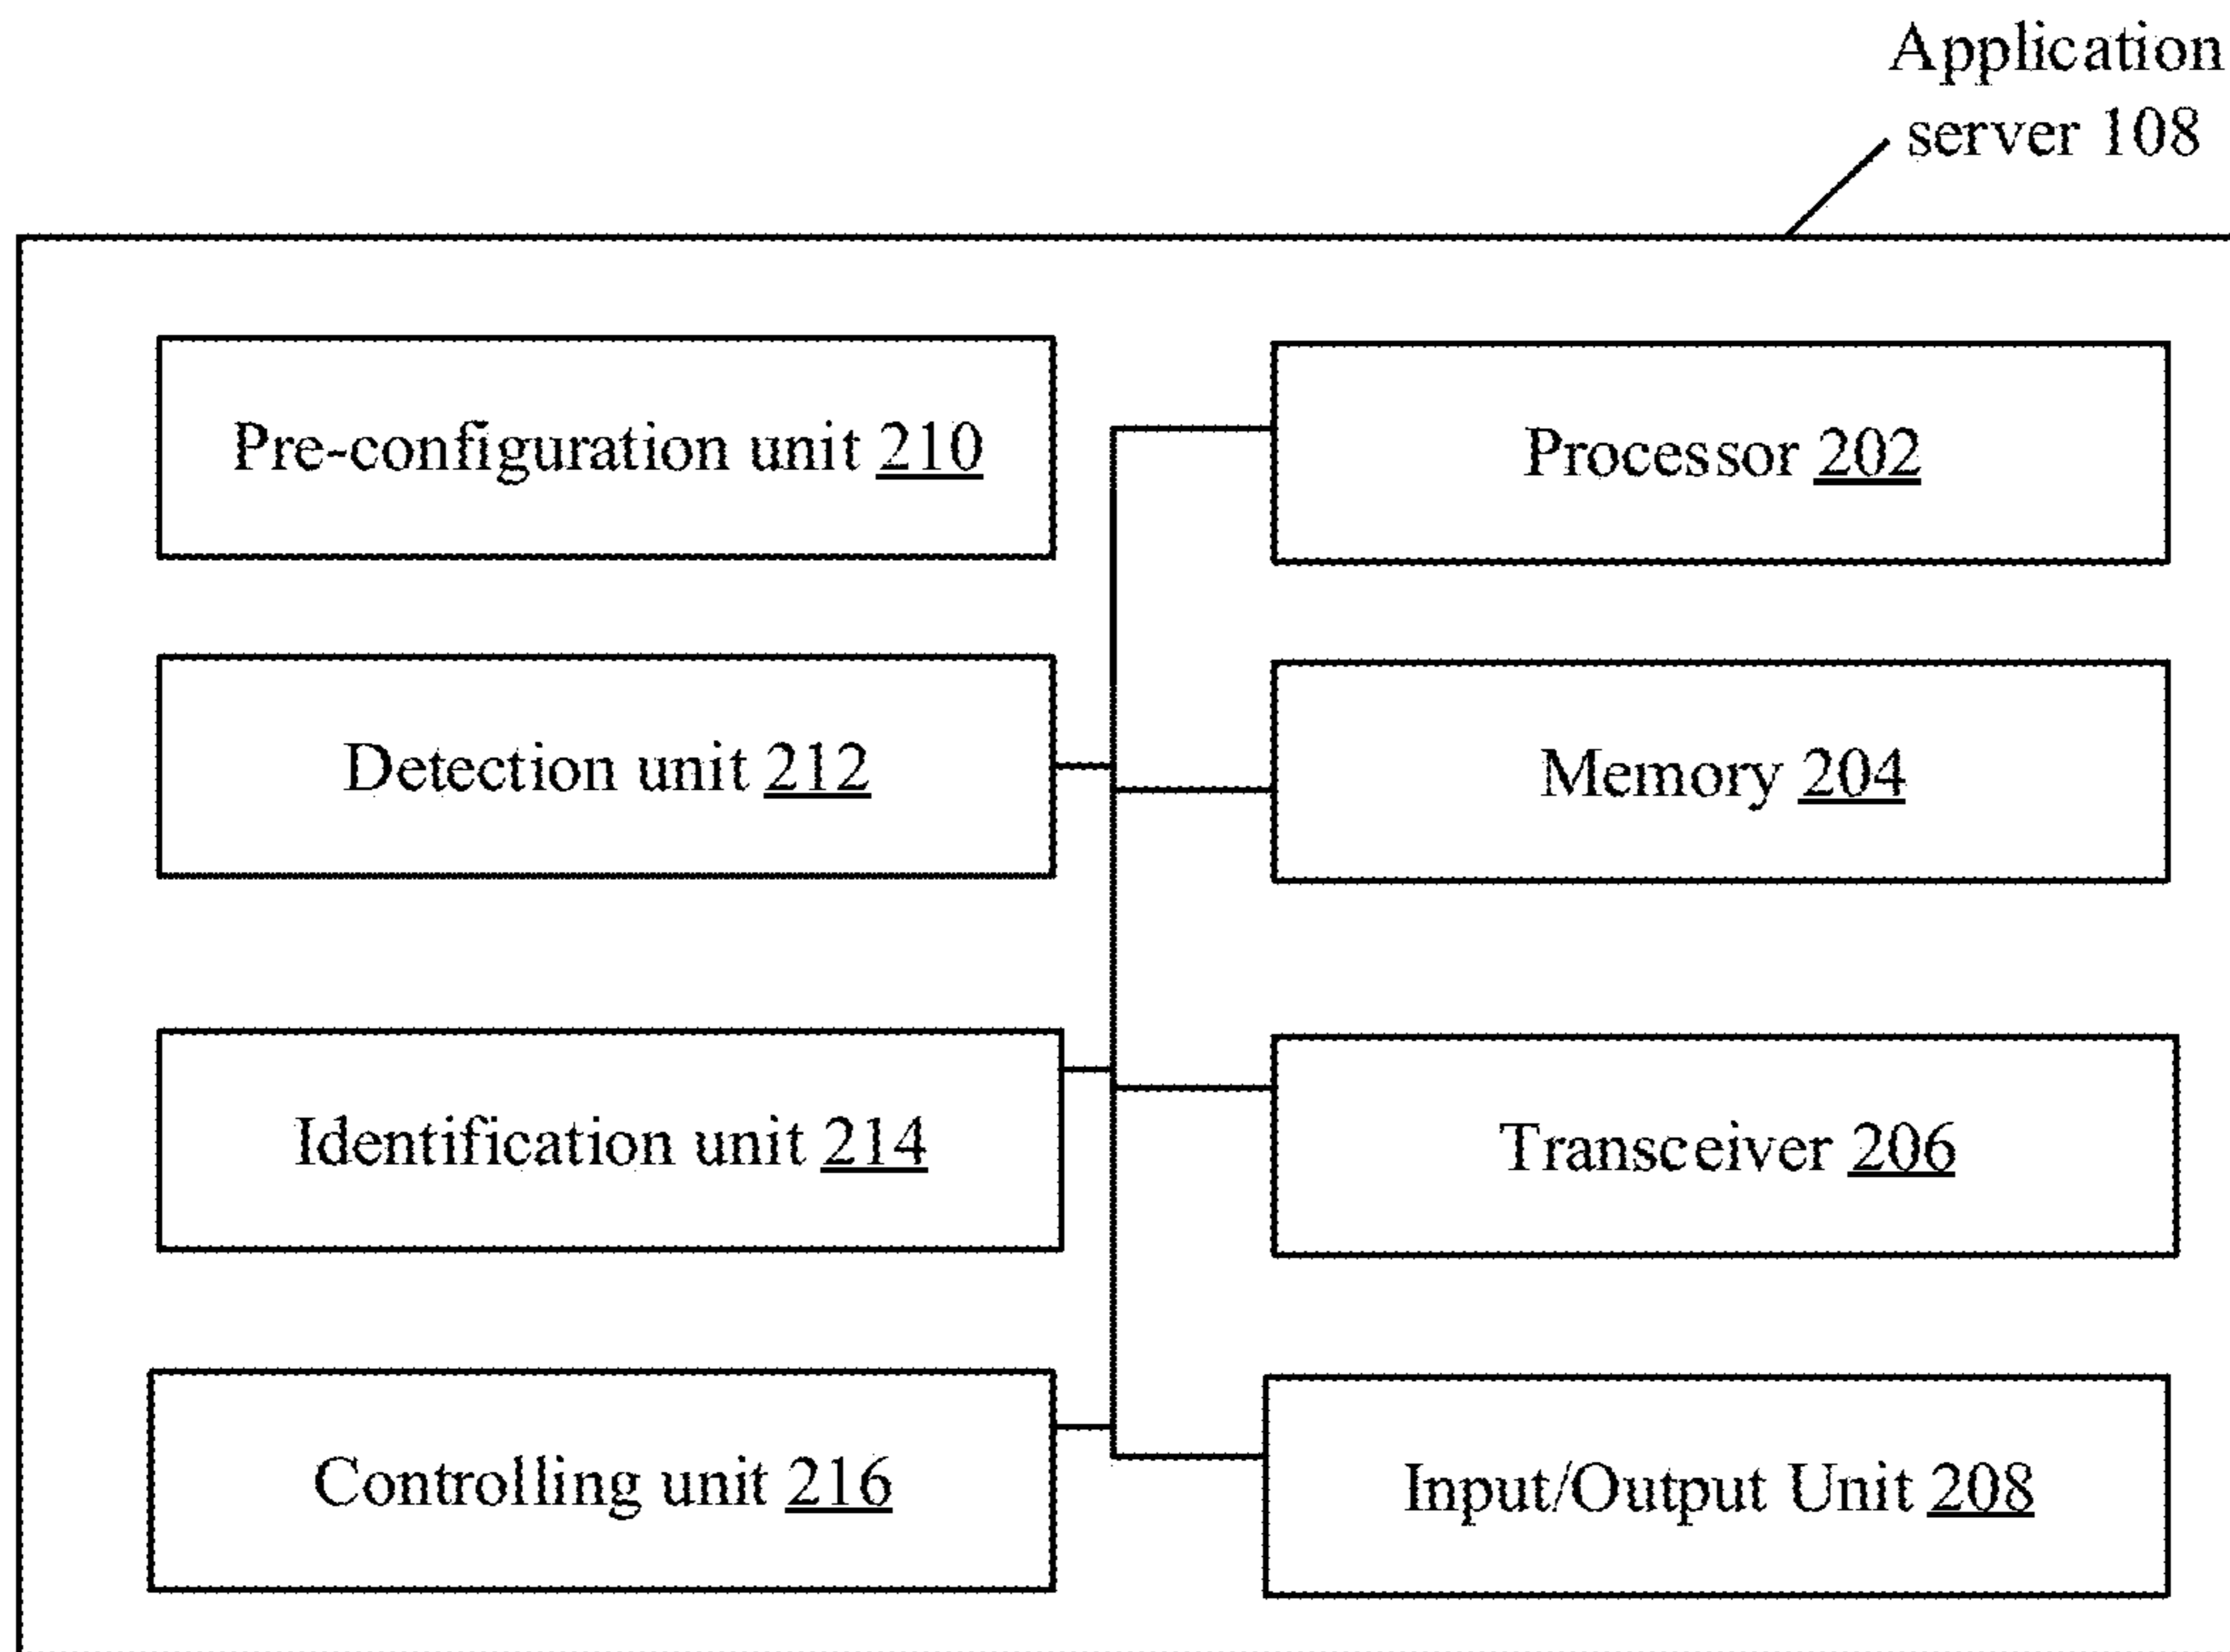 Application
server 108
Pre-configuration unit 210
Processor 202
Detection unit 212
Memory 204
Identification unit 214
Transceiver 206
Controlling unit 216
Input/Output Unit 208